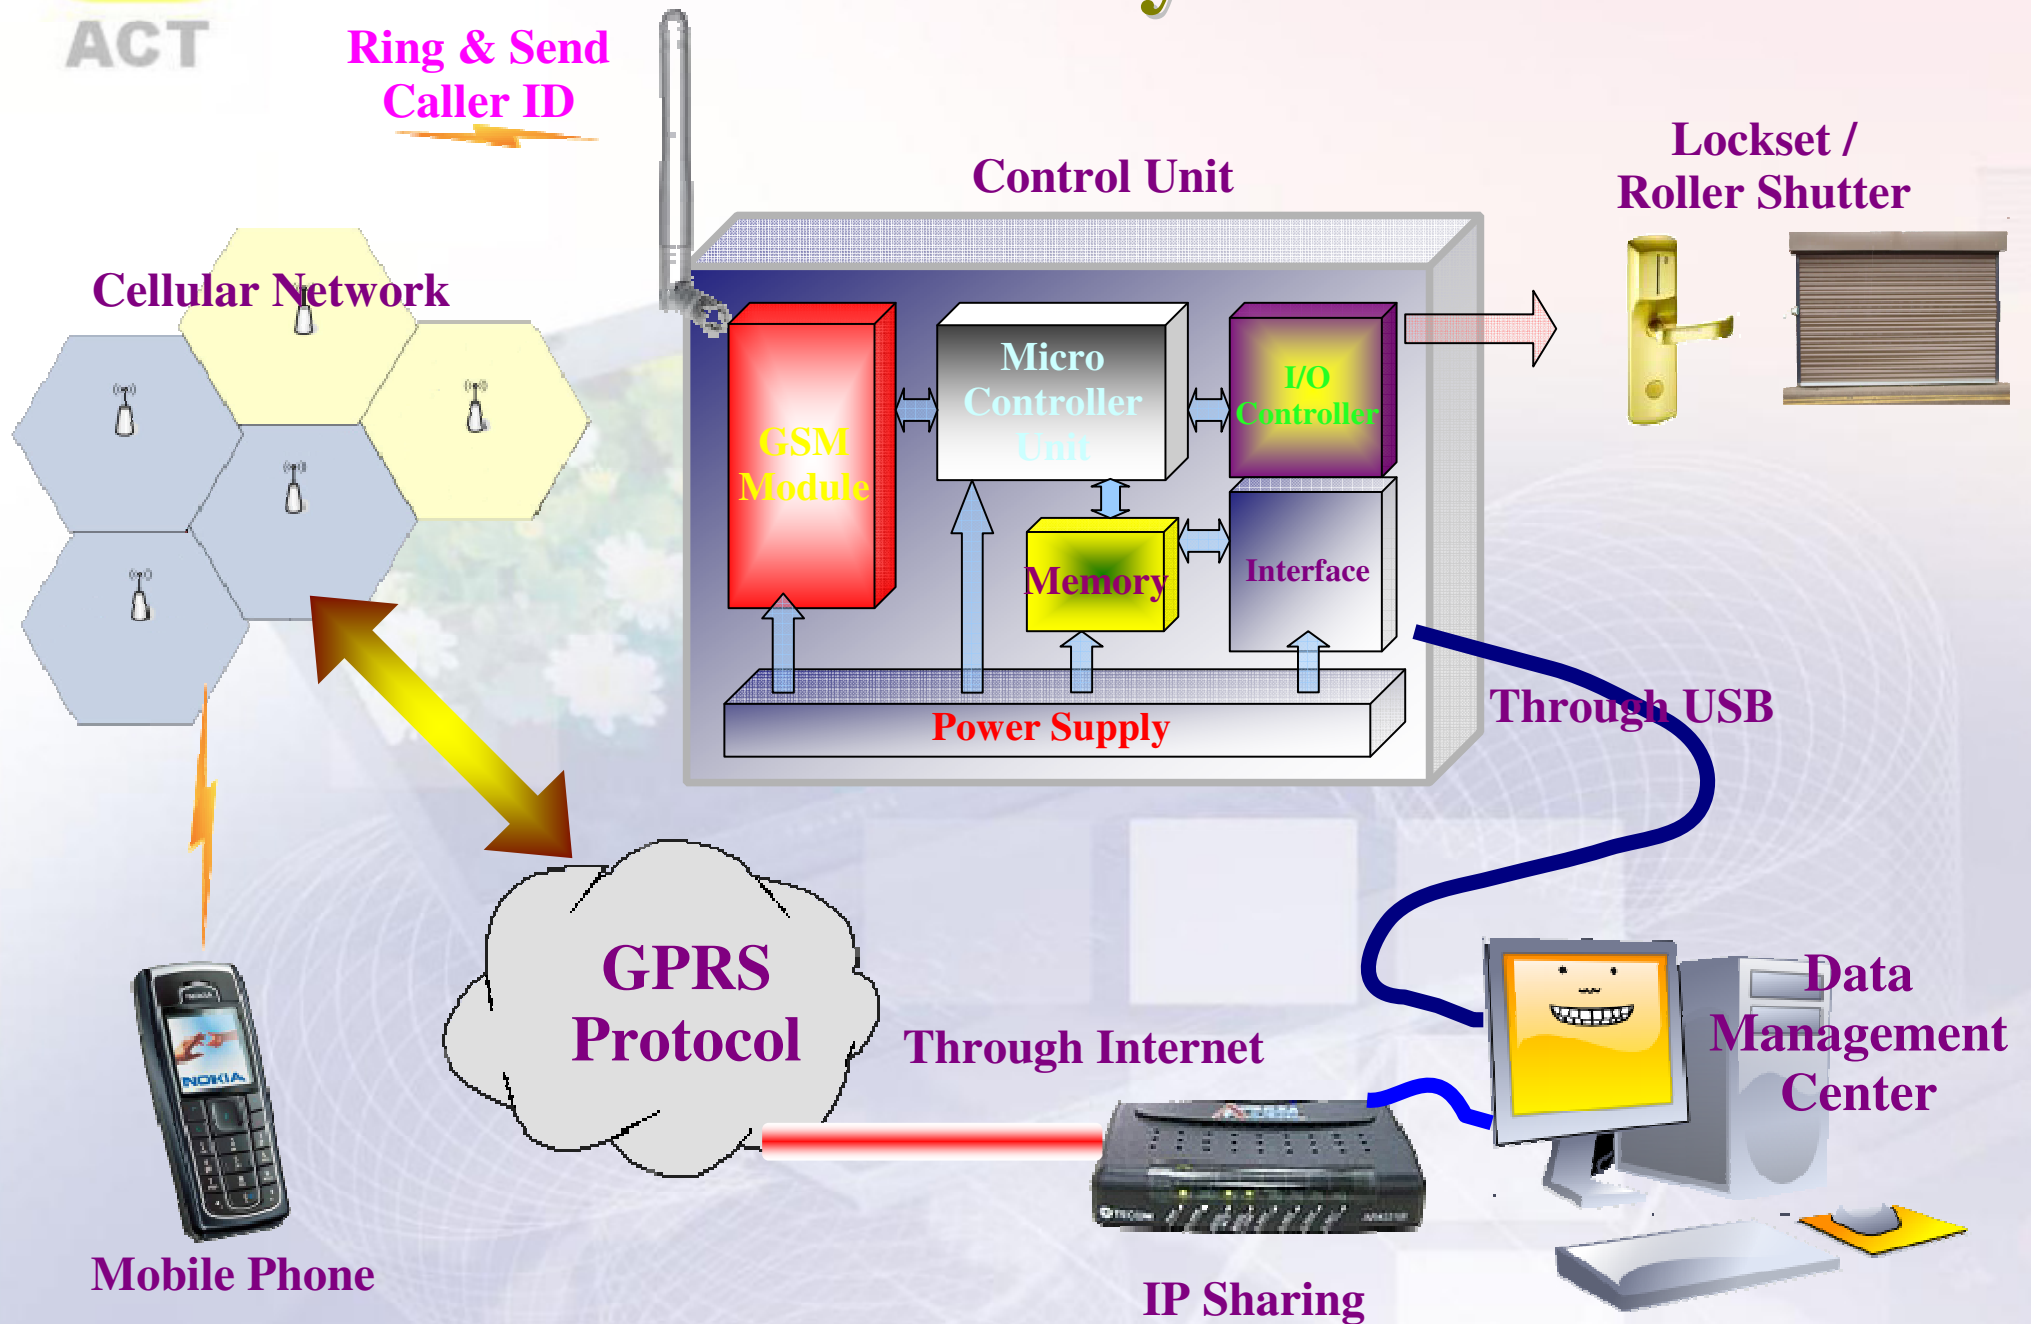 ACT
Ring & Send
Caller ID
Control Unit
Lockset /
Roller Shutter
Cellular Network
GSM
Module
Micro
Controller
Unit
I/O
Controller
Memory
Interface
Power Supply
Through USB
GPRS
Protocol
Through Internet
Data
Management
Center
NOKIA
TECOM
Mobile Phone
IP Sharing